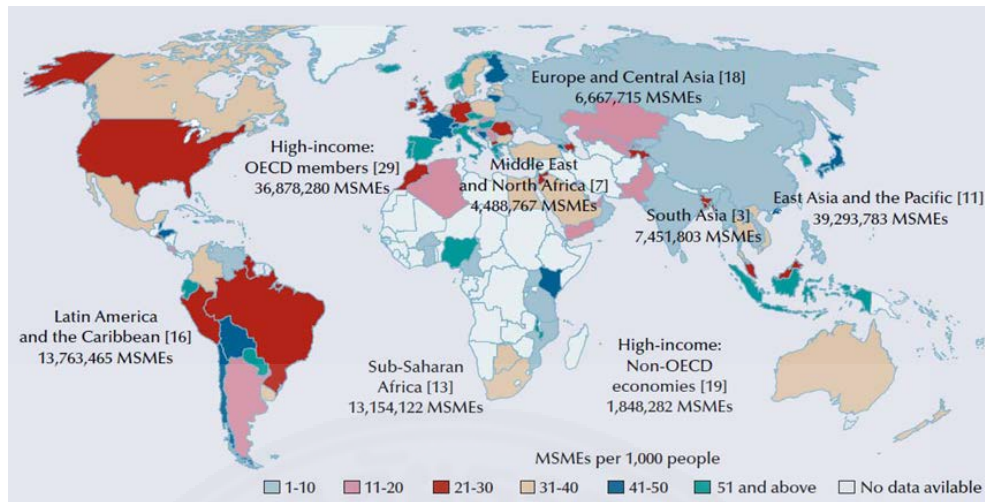 Europe and Central Asia [18]
6,667,715 MSMEs
High-income:
OECD members [29]
36,878,280 MSMEs
Middle East
and North Africa [7]
4,488,767 MSMEs
South Asia [3]
7,451,803 MSMEs
East Asia and the Pacific [11]
39,293,783 MSMEs
Latin America
and the Caribbean [16]
13,763,465 MSMEs
Sub-Saharan
Africa [13]
13,154,122 MSMEs
High-income:
Non-OECD
economies [19]
1,848,282 MSMEs
MSMEs per 1,000 people
1-10 11-20 21-30 31-40 41-50 51 and above No data avilable